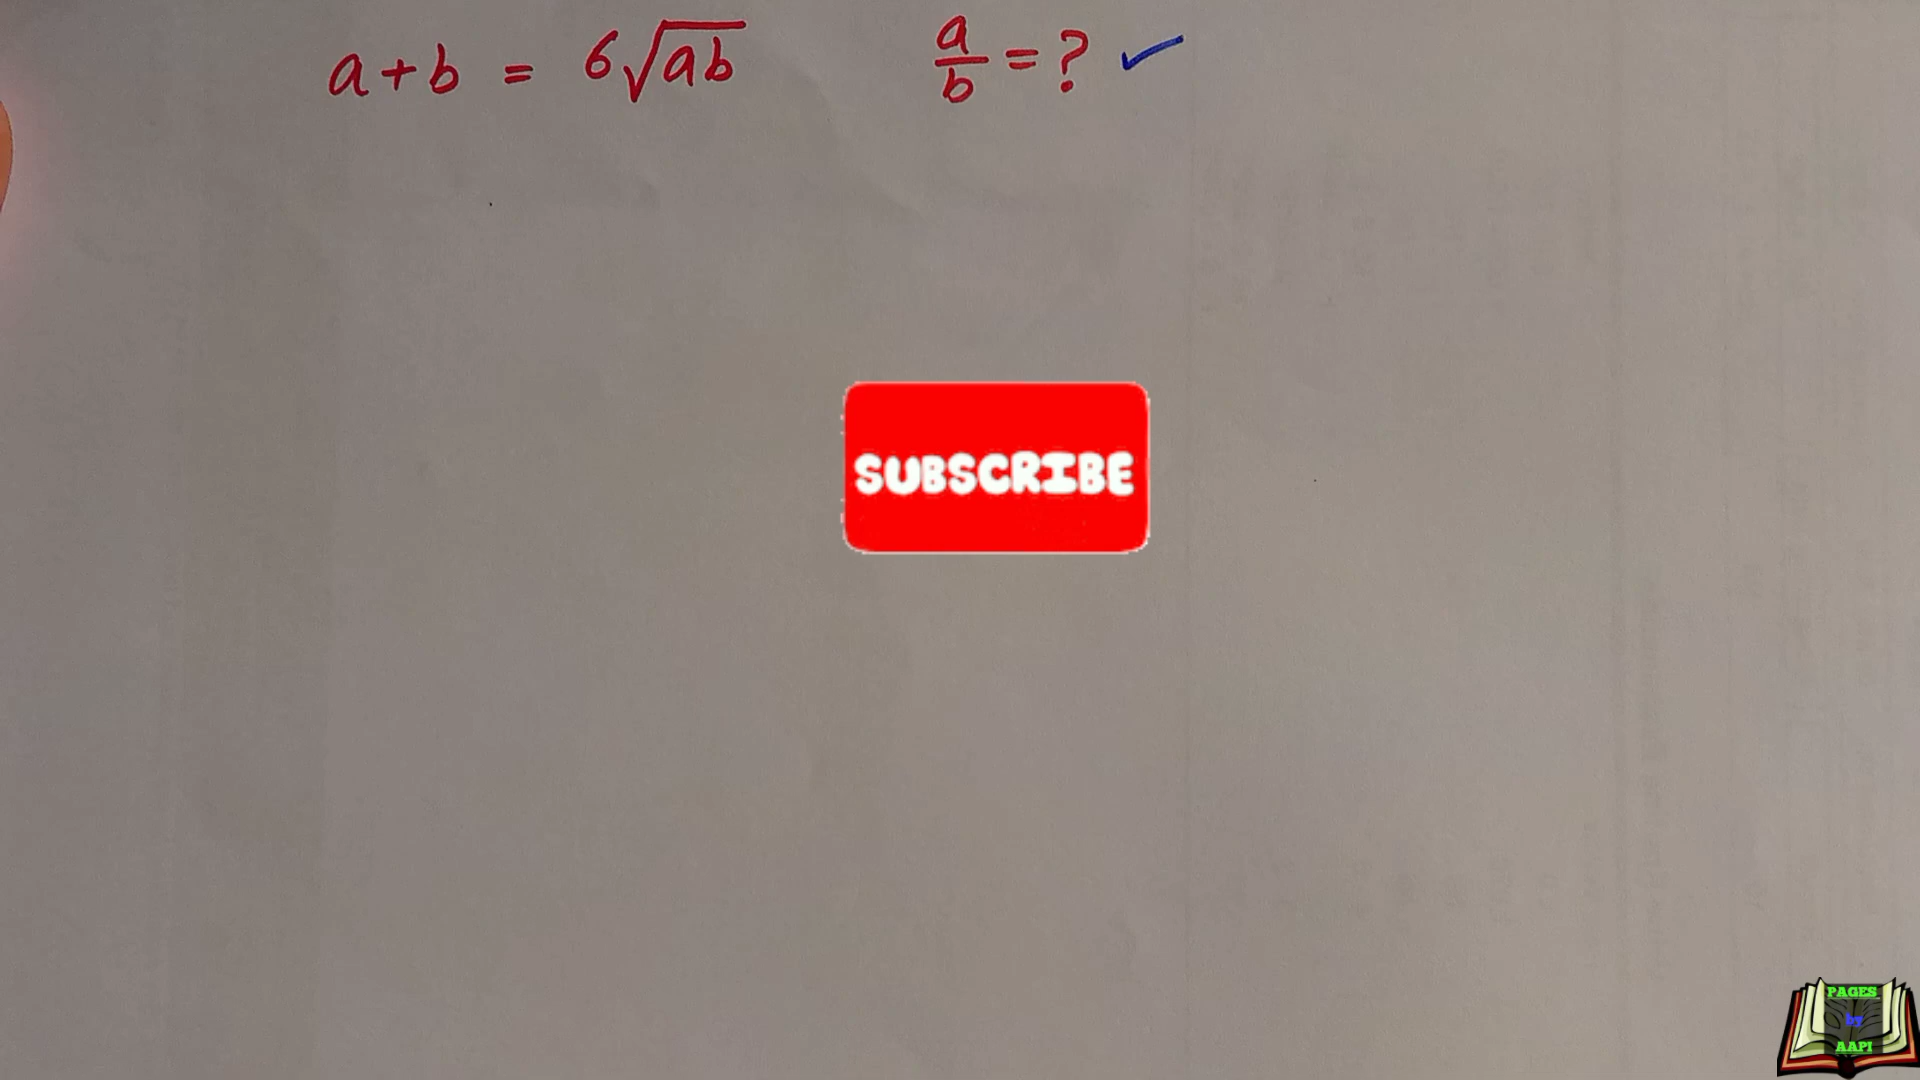 a+b = 6√ab a/b = ?
SUBSCRIBE
PAGES
by
AAPI